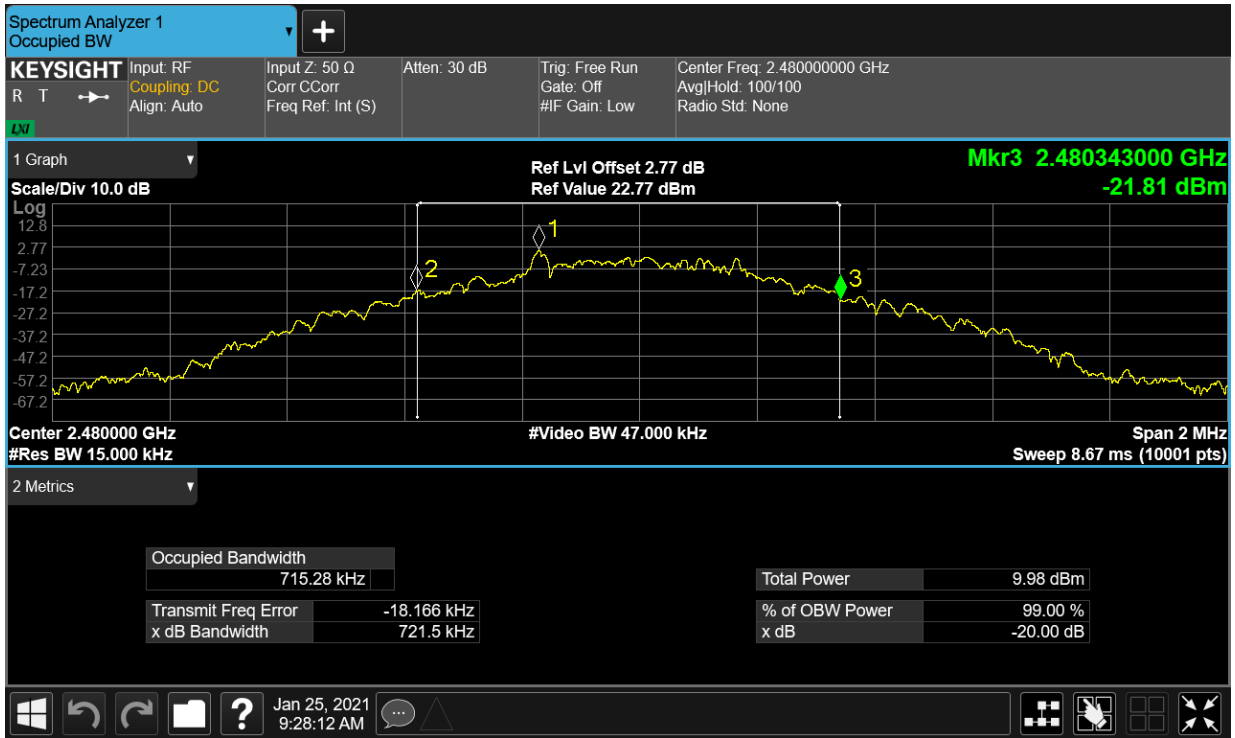 Spectrum Analyzer 1
Occupied BW
KEYSIGHT
R T
LXI
Input: RF
Coupling: DC
Align: Auto
Input Z: 50 Ω
Corr CCorr
Freq Ref: Int (S)
Atten: 30 dB
Trig: Free Run
Gate: Off
#IF Gain: Low
Center Freq: 2.480000000 GHz
Avg|Hold: 100/100
Radio Std: None
1 Graph
Scale/Div 10.0 dB
Ref Lvl Offset 2.77 dB
Ref Value 22.77 dBm
Mkr3 2.480343000 GHz
-21.81 dBm
Log
12.8
2.77
-7.23
-17.2
-27.2
-37.2
-47.2
-57.2
-67.2
1
2
3
Center 2.480000 GHz
#Res BW 15.000 kHz
#Video BW 47.000 kHz
Span 2 MHz
Sweep 8.67 ms (10001 pts)
2 Metrics
Occupied Bandwidth
715.28 kHz
Transmit Freq Error -18.166 kHz
x dB Bandwidth 721.5 kHz
Total Power 9.98 dBm
% of OBW Power 99.00 %
x dB -20.00 dB
?
Jan 25, 2021
9:28:12 AM